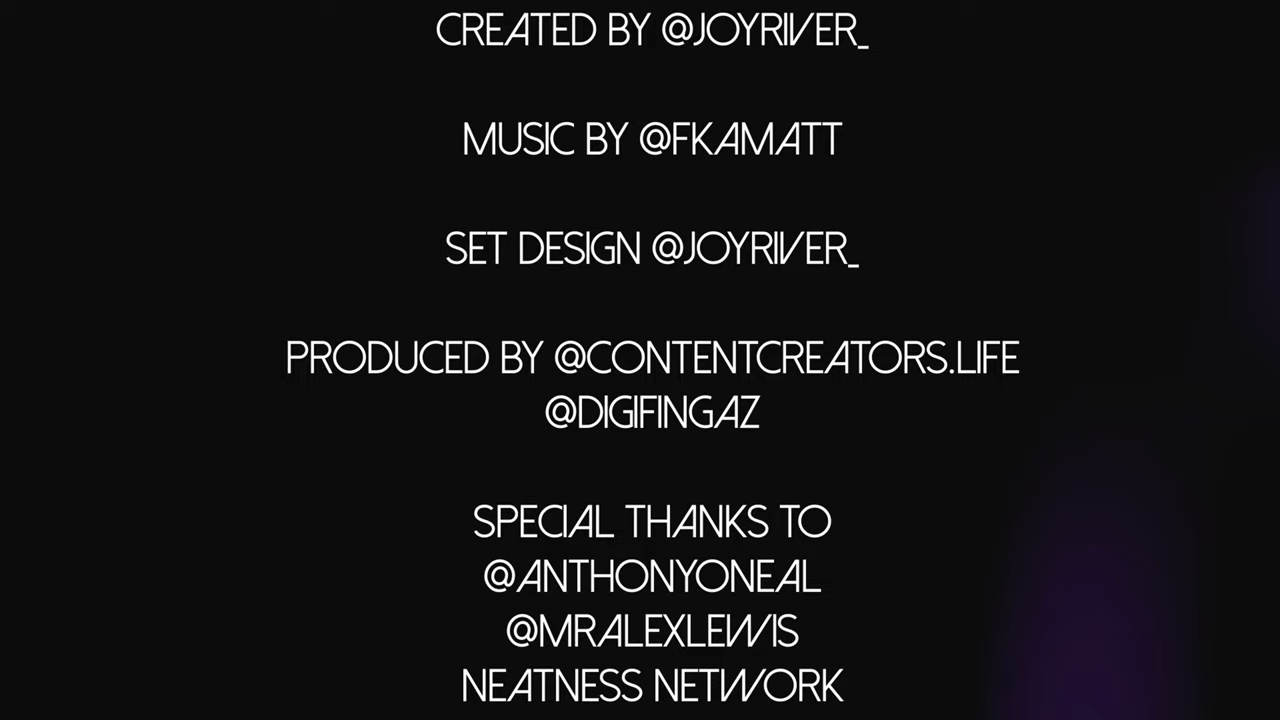 CREATED BY @JOYRIVER_
MUSIC BY @FKAMATT
SET DESIGN @JOYRIVER_
PRODUCED BY @CONTENTCREATORS.LIFE
@DIGIFINGAZ
SPECIAL THANKS TO
@ANTHONYONEAL
@MRALEXLEWIS
NEATNESS NETWORK